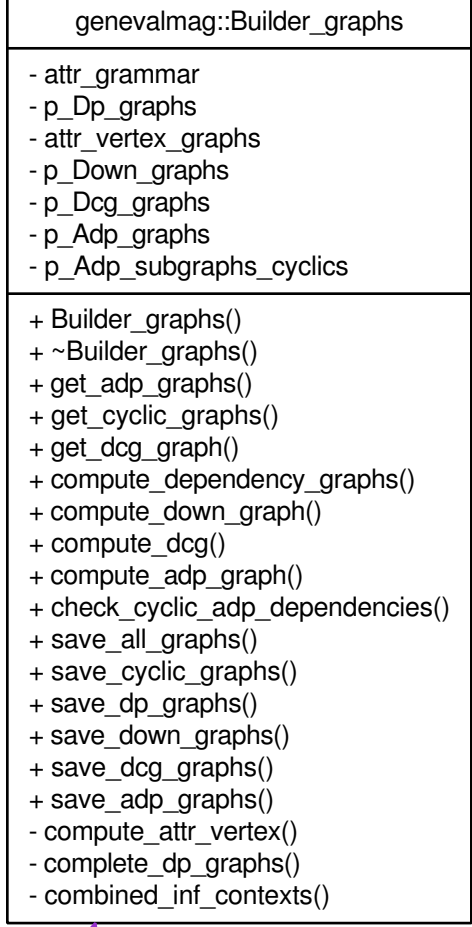 genevalmag::Builder_graphs
- attr_grammar
- p_Dp_graphs
- attr_vertex_graphs
- p_Down_graphs
- p_Dcg_graphs
- p_Adp_graphs
- p_Adp_subgraphs_cyclics
+ Builder_graphs()
+ ~Builder_graphs()
+ get_adp_graphs()
+ get_cyclic_graphs()
+ get_dcg_graph()
+ compute_dependency_graphs()
+ compute_down_graph()
+ compute_dcg()
+ compute_adp_graph()
+ check_cyclic_adp_dependencies()
+ save_all_graphs()
+ save_cyclic_graphs()
+ save_dp_graphs()
+ save_down_graphs()
+ save_dcg_graphs()
+ save_adp_graphs()
- compute_attr_vertex()
- complete_dp_graphs()
- combined_inf_contexts()